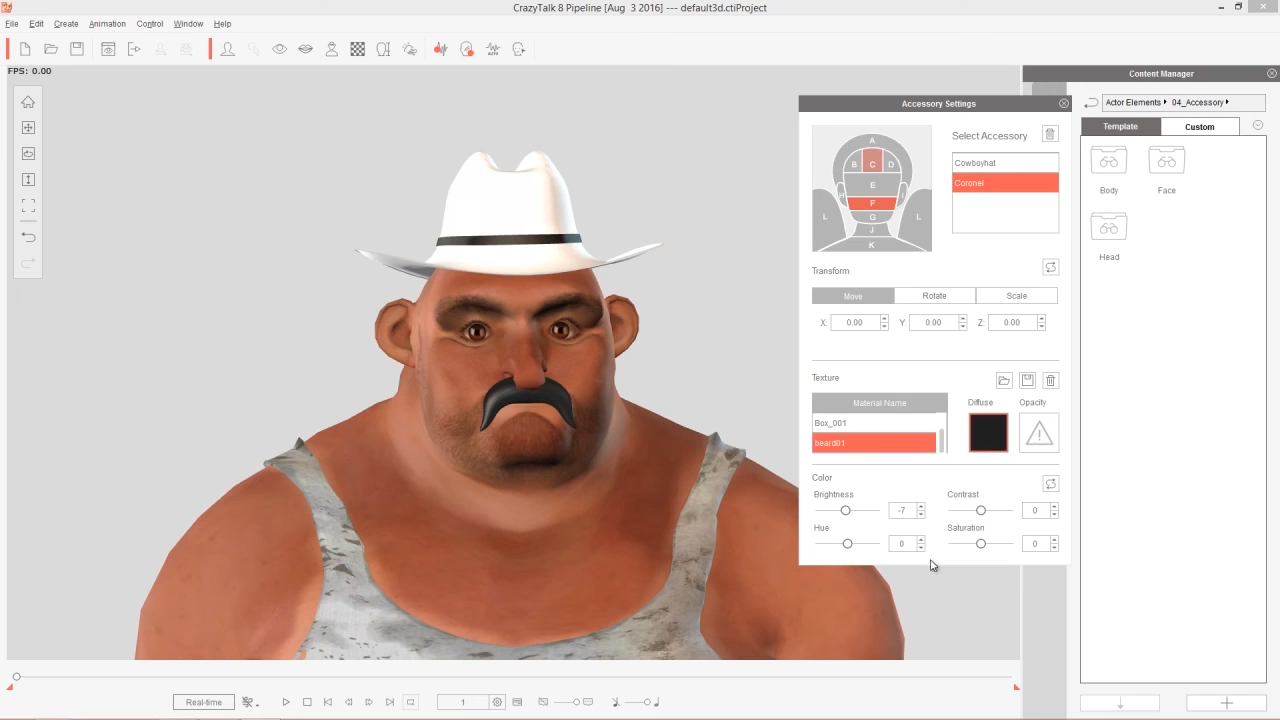 CrazyTalk 8 Pipeline [Aug 3 2016] --- default3d.ctiProject
File Edit Create Animation Control Window Help
FPS: 0.00
Content Manager
Actor Elements 04_Accessory
Template Custom
Body Face
Head
Accessory Settings
A
B C D
E
H I
F
G
L L
J
K
Select Accessory
Cowboyhat
Coronel
Transform
Move Rotate Scale
X: 0.00 Y: 0.00 Z: 0.00
Texture
Material Name Diffuse Opacity
Box_001
beard01
Color
Brightness Contrast
-7 0
Hue Saturation
0 0
Real-time 1
AUTO